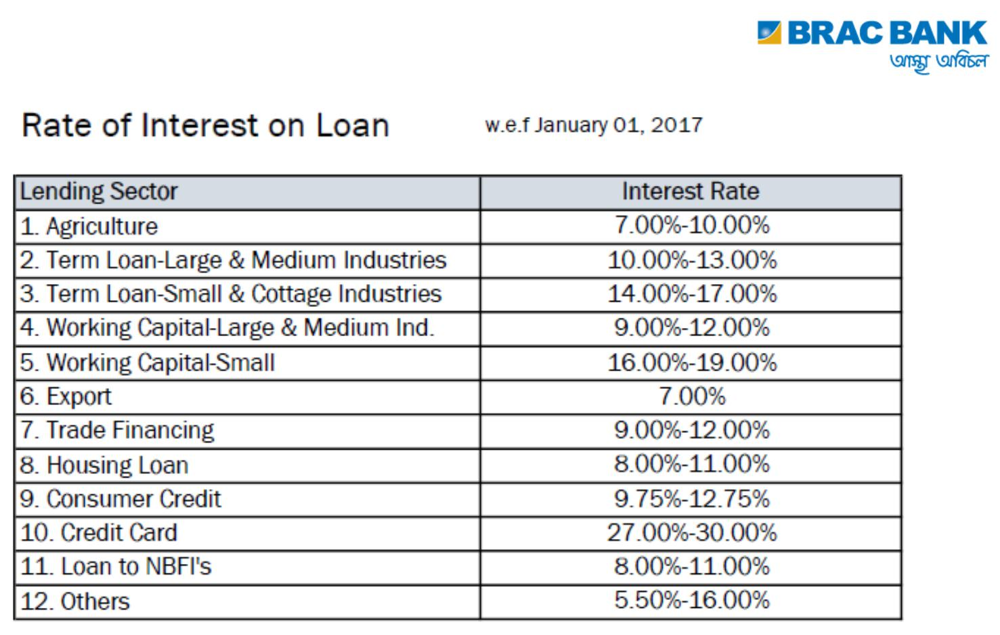 BRAC BANK
আস্থা অবিচল
Rate of Interest on Loan w.e.f January 01, 2017
Lending Sector Interest Rate
1. Agriculture 7.00%-10.00%
2. Term Loan-Large & Medium Industries 10.00%-13.00%
3. Term Loan-Small & Cottage Industries 14.00%-17.00%
4. Working Capital-Large & Medium Ind. 9.00%-12.00%
5. Working Capital-Small 16.00%-19.00%
6. Export 7.00%
7. Trade Financing 9.00%-12.00%
8. Housing Loan 8.00%-11.00%
9. Consumer Credit 9.75%-12.75%
10. Credit Card 27.00%-30.00%
11. Loan to NBFI's 8.00%-11.00%
12. Others 5.50%-16.00%